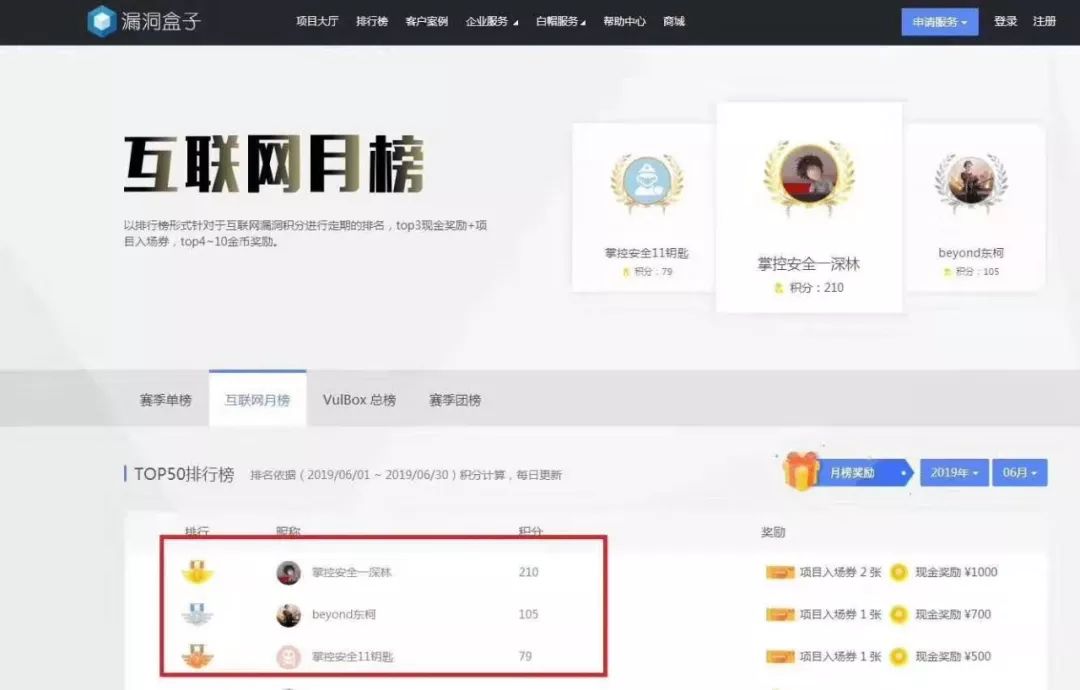 漏洞盒子
项目大厅 排行榜 客户案例 企业服务 白帽服务 帮助中心 商城 申请服务 登录 注册
互联网月榜
以排行榜形式针对于互联网漏洞积分进行定期的排名，top3现金奖励+项
目入场券，top4~10金币奖励。
掌控安全11钥匙
积分：79
掌控安全一深林
积分：210
beyond东柯
积分：105
赛季单榜 互联网月榜 VulBox 总榜 赛季团榜
TOP50排行榜 排名依据（2019/06/01 ~ 2019/06/30）积分计算，每日更新 月榜奖励 2019年 06月
排行 昵称 积分 奖励
掌控安全一深林 210 项目入场券 2 张 现金奖励 ¥1000
beyond东柯 105 项目入场券 1 张 现金奖励 ¥700
掌控安全11钥匙 79 项目入场券 1 张 现金奖励 ¥500